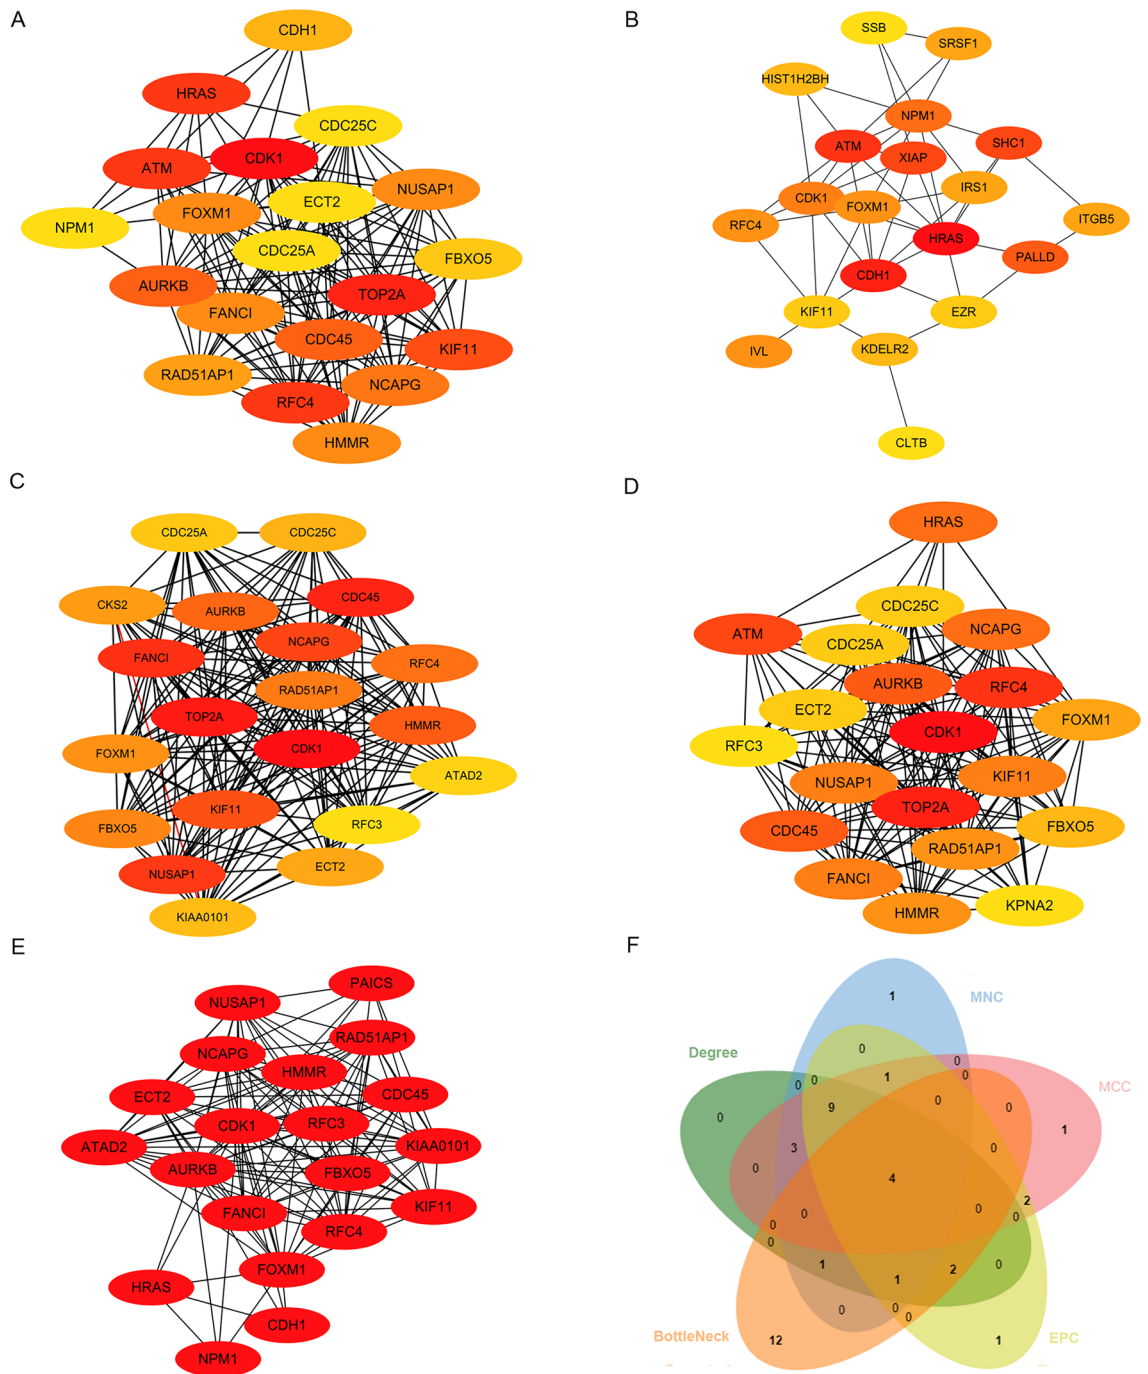 A
CDH1
HRAS
CDC25C
CDK1
ATM
NUSAP1
ECT2
FOXM1
NPM1
CDC25A
FBXO5
AURKB
TOP2A
FANCI
CDC45
KIF11
RAD51AP1
NCAPG
RFC4
HMMR
B
SSB
SRSF1
HIST1H2BH
NPM1
ATM
SHC1
XIAP
IRS1
CDK1
FOXM1
RFC4
ITGB5
HRAS
PALLD
CDH1
KIF11
EZR
IVL
KDELR2
CLTB
C
CDC25A
CDC25C
CKS2
AURKB
CDC45
NCAPG
FANCI
RFC4
RAD51AP1
TOP2A
HMMR
CDK1
FOXM1
ATAD2
KIF11
FBXO5
RFC3
ECT2
NUSAP1
KIAA0101
D
HRAS
CDC25C
ATM
NCAPG
CDC25A
AURKB
RFC4
ECT2
FOXM1
CDK1
RFC3
NUSAP1
KIF11
TOP2A
CDC45
FBXO5
RAD51AP1
FANCI
HMMR
KPNA2
E
PAICS
NUSAP1
RAD51AP1
NCAPG
HMMR
ECT2
CDC45
CDK1
RFC3
ATAD2
KIAA0101
AURKB
FBXO5
FANCI
KIF11
RFC4
FOXM1
HRAS
CDH1
NPM1
F
1
MNC
0
Degree
0
0
0
1
0
MCC
0
9
0
0
0
1
3
0
0
4
2
0
0
0
0
0
1
2
0
1
0
0
0
BottleNeck
12
1
EPC